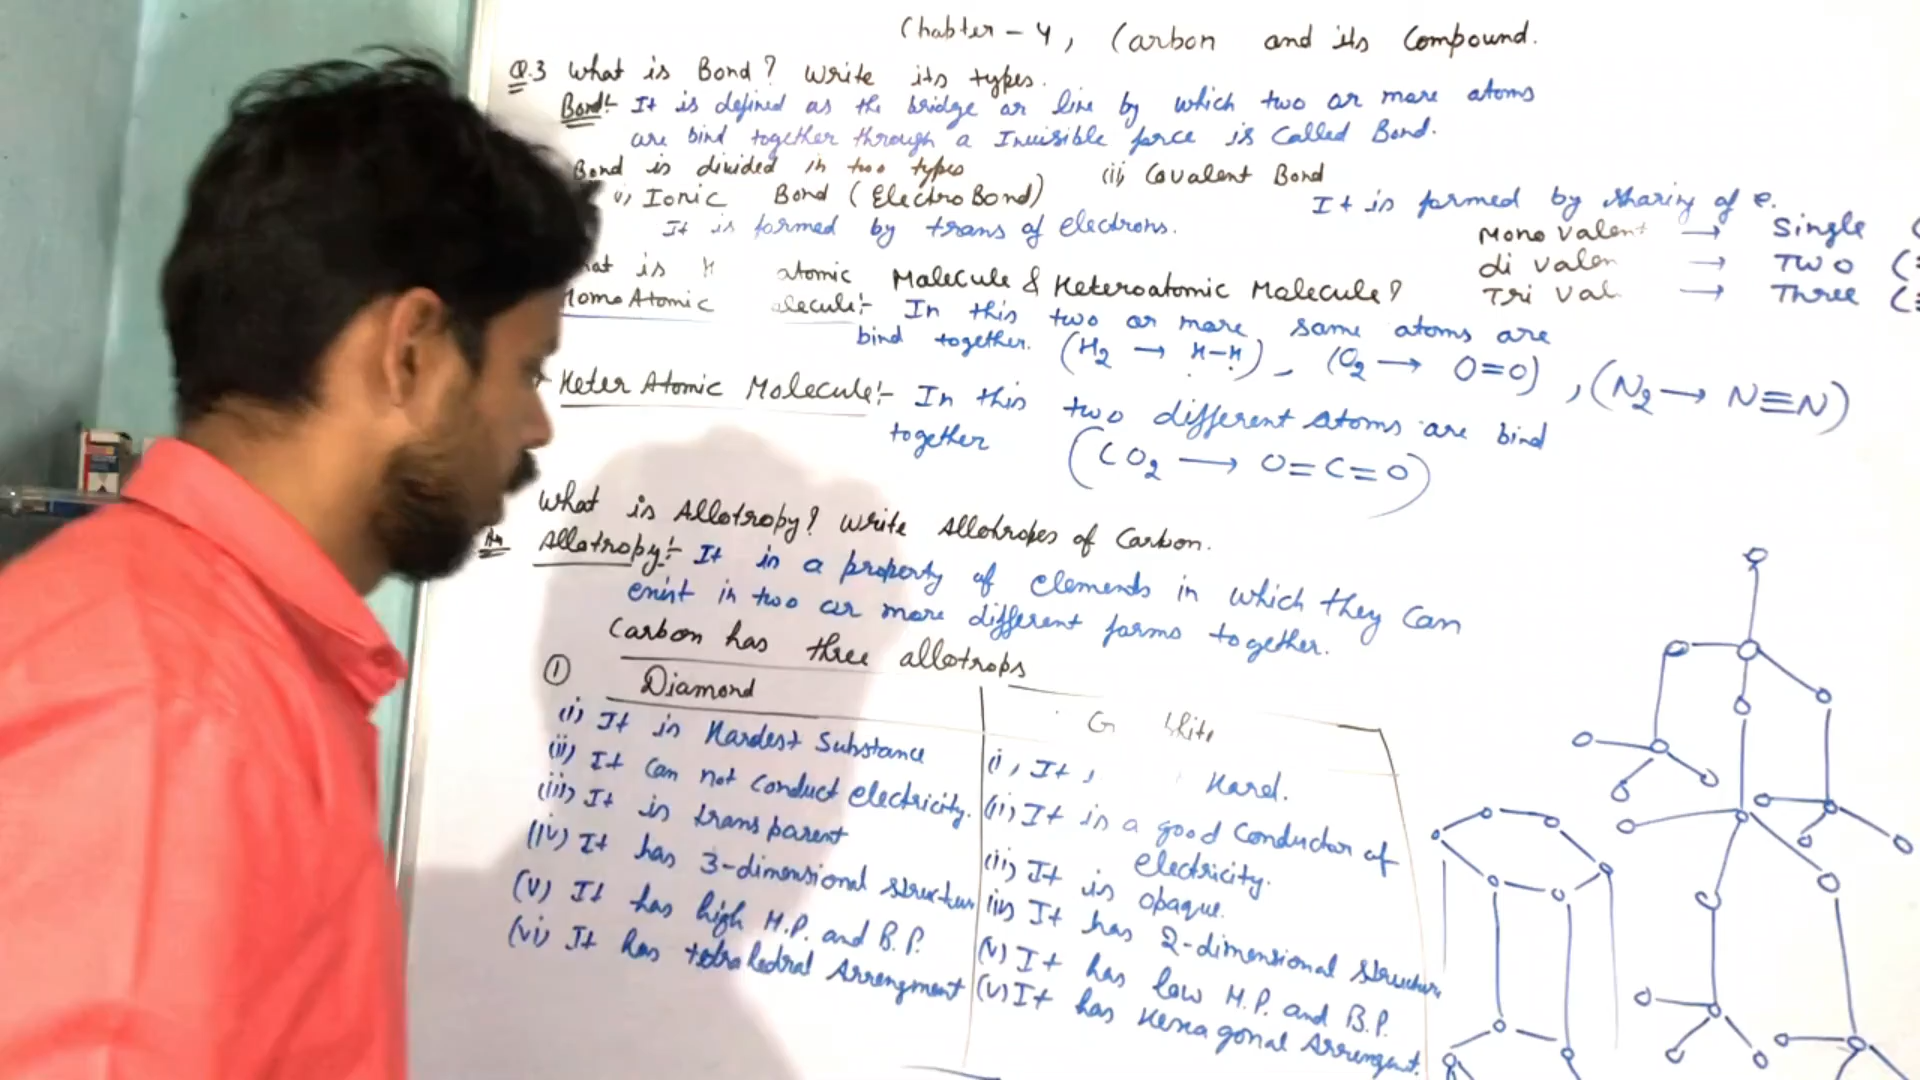 Chapter - 4, Carbon and its Compound.
Q.3 What is Bond? Write its types.
Bond:- It is defined as the bridge or line by which two or more atoms
are bind together through a Invisible force is called Bond.
Bond is divided in two types
(i) Ionic Bond (Electro Bond) (ii) Covalent Bond
It is formed by trans of electrons. It is formed by sharing of e.
Mono Valent → Single
di Valen → TWO
Tri Val → Three
What is H atomic Molecule & Heteroatomic Molecule?
HomoAtomic olecule:- In this two or more same atoms are
bind together. (H2 → H-H), (O2 → O=O), (N2 → N≡N)
Heter Atomic Molecule:- In this two different atoms are bind
together (CO2 → O=C=O)
What is Allotropy? Write Allotropes of Carbon.
Ans Allotropy:- It is a property of elements in which they can
exist in two or more different forms together.
Carbon has three allotrops
① Diamond
(i) It is Hardest Substance
(ii) It can not conduct electricity.
(iii) It is transparent
(iv) It has 3-dimensional structure
(v) It has high M.P. and B.P.
(vi) It has tetrahedral Arrengment
G phite
(i) It Hard.
(ii) It is a good Conductor of
electricity.
(iii) It is opaque.
(iv) It has 2-dimensional structure
(v) It has low M.P. and B.P.
(v) It has Hexagonal Arrengmt.